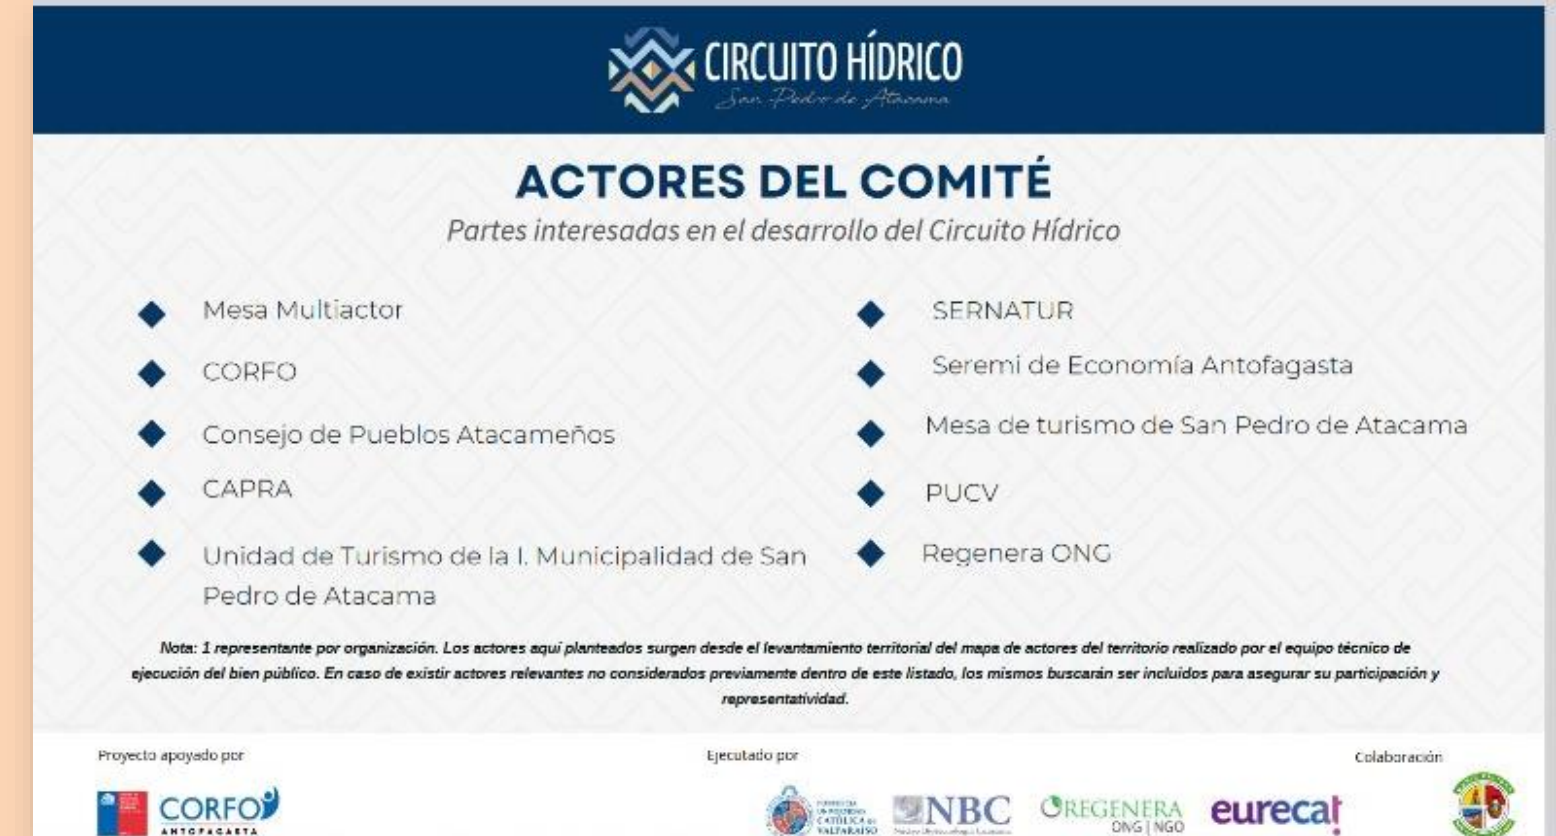 CIRCUITO HÍDRICO
San Pedro de Atacama
ACTORES DEL COMITÉ
Partes interesadas en el desarrollo del Circuito Hídrico
Mesa Multiactor
CORFO
Consejo de Pueblos Atacameños
CAPRA
Unidad de Turismo de la I. Municipalidad de San
Pedro de Atacama
SERNATUR
Seremi de Economía Antofagasta
Mesa de turismo de San Pedro de Atacama
PUCV
Regenera ONG
Nota: 1 representante por organización. Los actores aquí planteados surgen desde el levantamiento territorial del mapa de actores del territorio realizado por el equipo técnico de
ejecución del bien público. En caso de existir actores relevantes no considerados previamente dentro de este listado, los mismos buscarán ser incluidos para asegurar su participación y
representatividad.
Proyecto apoyado por
CORFO
ANTOFAGASTA
Ejecutado por
PONTIFICIA
UNIVERSIDAD
CATÓLICA DE
VALPARAÍSO
NBC
REGENERA
ONG | NGO
eurecat
Colaboración